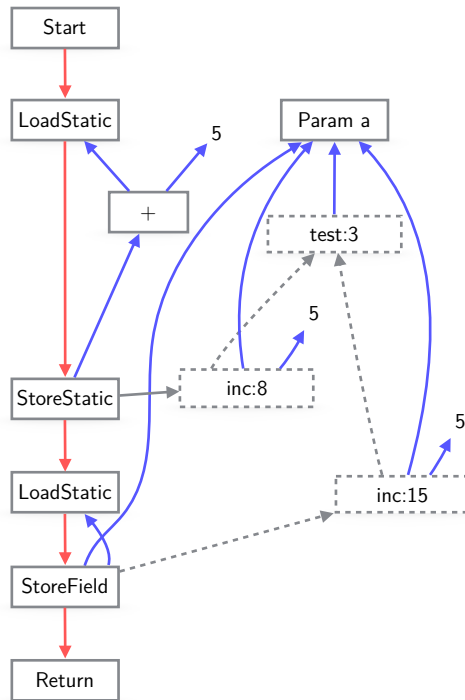 Start
LoadStatic
Param a
5
+
test:3
5
StoreStatic
inc:8
5
LoadStatic
inc:15
StoreField
Return